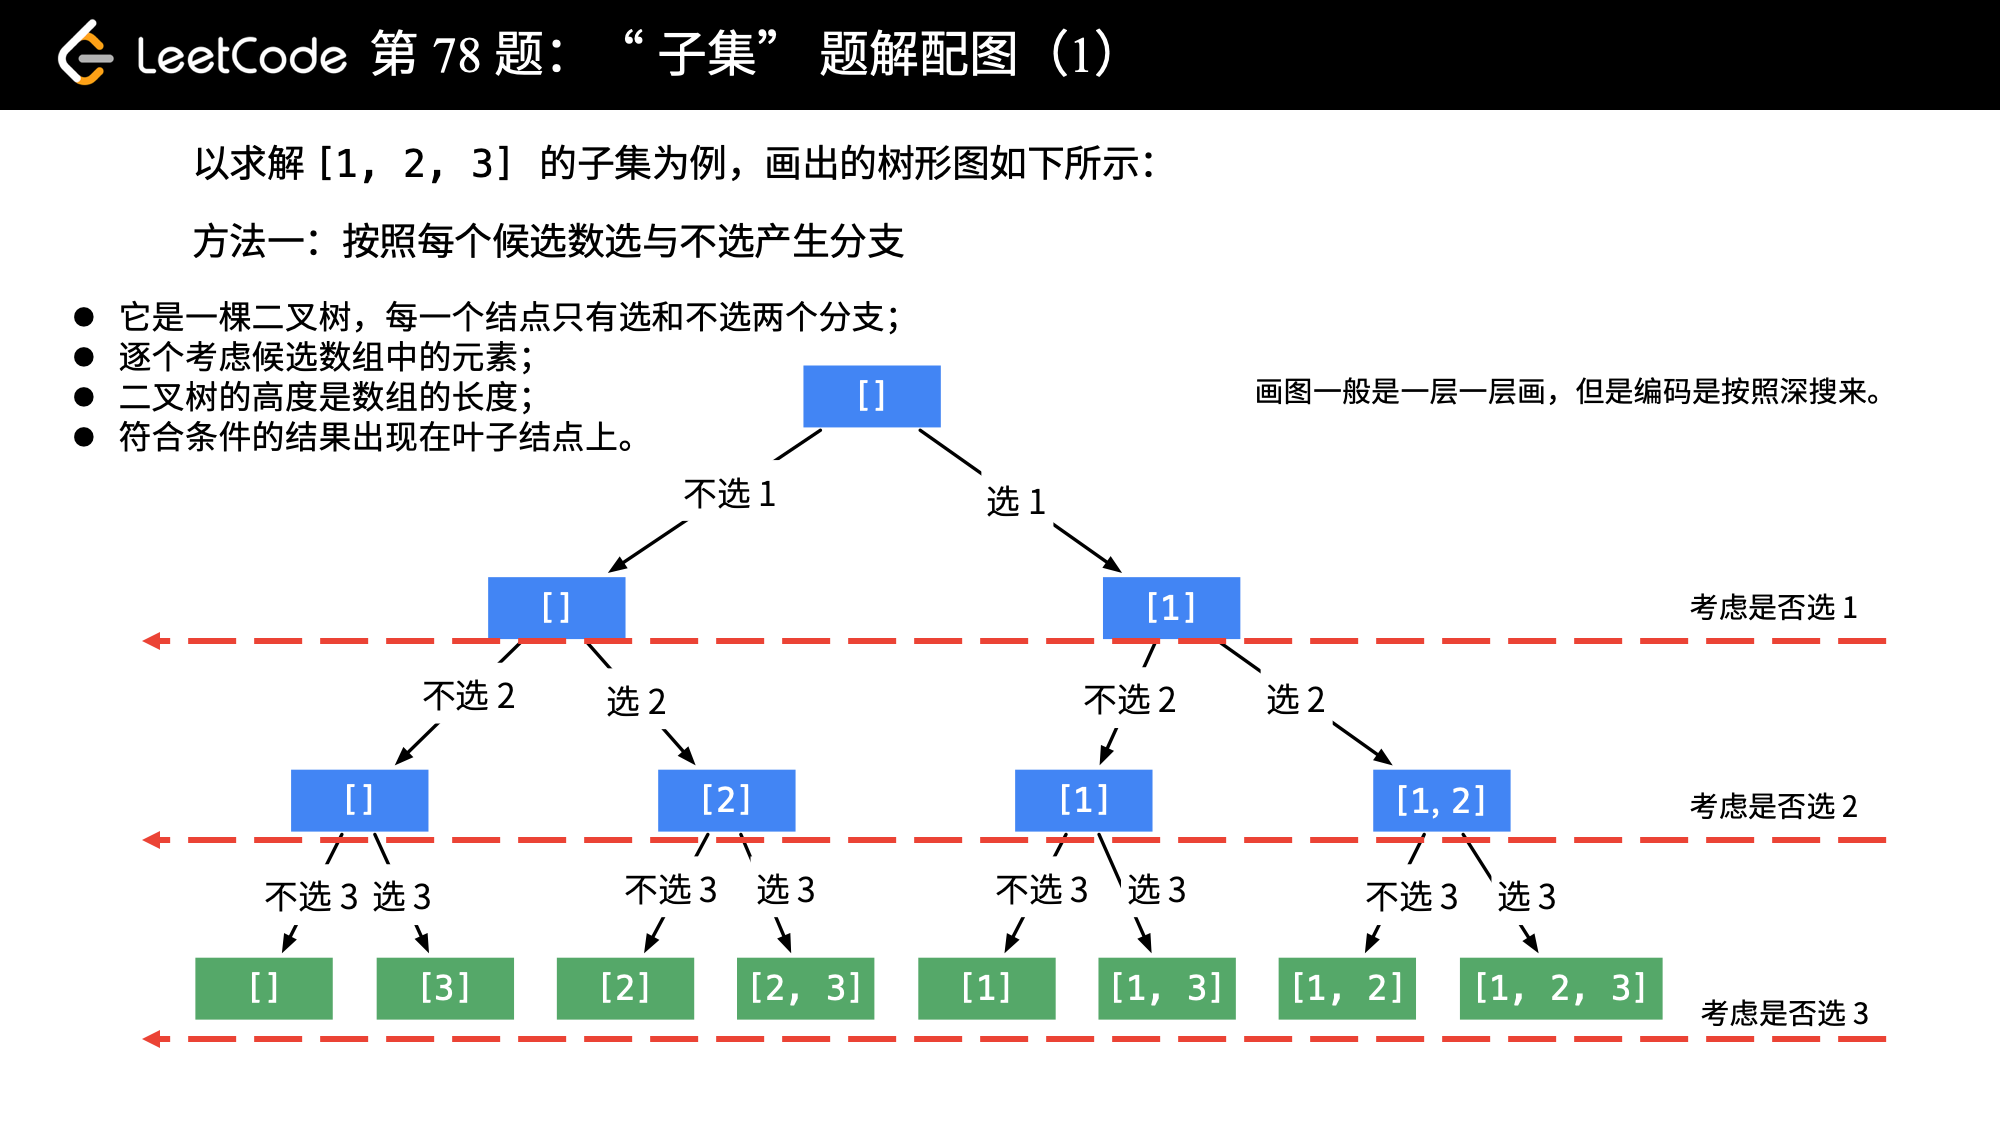 LeetCode 第 78 题：“子集” 题解配图（1）
以求解 [1, 2, 3] 的子集为例，画出的树形图如下所示：
方法一：按照每个候选数选与不选产生分支
● 它是一棵二叉树，每一个结点只有选和不选两个分支；
● 逐个考虑候选数组中的元素；
● 二叉树的高度是数组的长度；
● 符合条件的结果出现在叶子结点上。
画图一般是一层一层画，但是编码是按照深搜来。
[]
不选 1
选 1
[]
[1]
考虑是否选 1
不选 2
选 2
不选 2
选 2
[]
[2]
[1]
[1, 2]
考虑是否选 2
不选 3
选 3
不选 3
选 3
不选 3
选 3
不选 3
选 3
[]
[3]
[2]
[2, 3]
[1]
[1, 3]
[1, 2]
[1, 2, 3]
考虑是否选 3